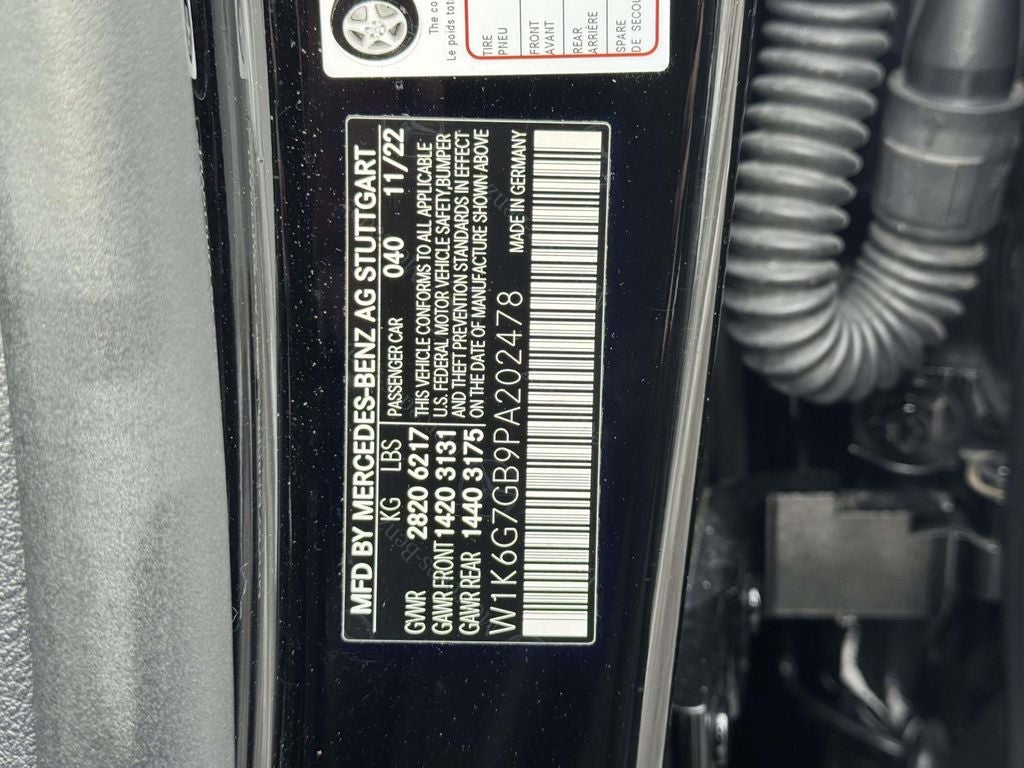 The co
Le poids tot
TIRE
PNEU
FRONT
AVANT
REAR
ARRIÈRE
SPARE
DE SECOU
MFD BY MERCEDES-BENZ AG STUTTGART
KG LBS PASSENGER CAR 040 11/22
GVWR 2820 6217 THIS VEHICLE CONFORMS TO ALL APPLICABLE
GAWR FRONT 1420 3131 U.S. FEDERAL MOTOR VEHICLE SAFETY,BUMPER
GAWR REAR 1440 3175 AND THEFT PREVENTION STANDARDS IN EFFECT
ON THE DATE OF MANUFACTURE SHOWN ABOVE
W1K6G7GB9PA202478 MADE IN GERMANY